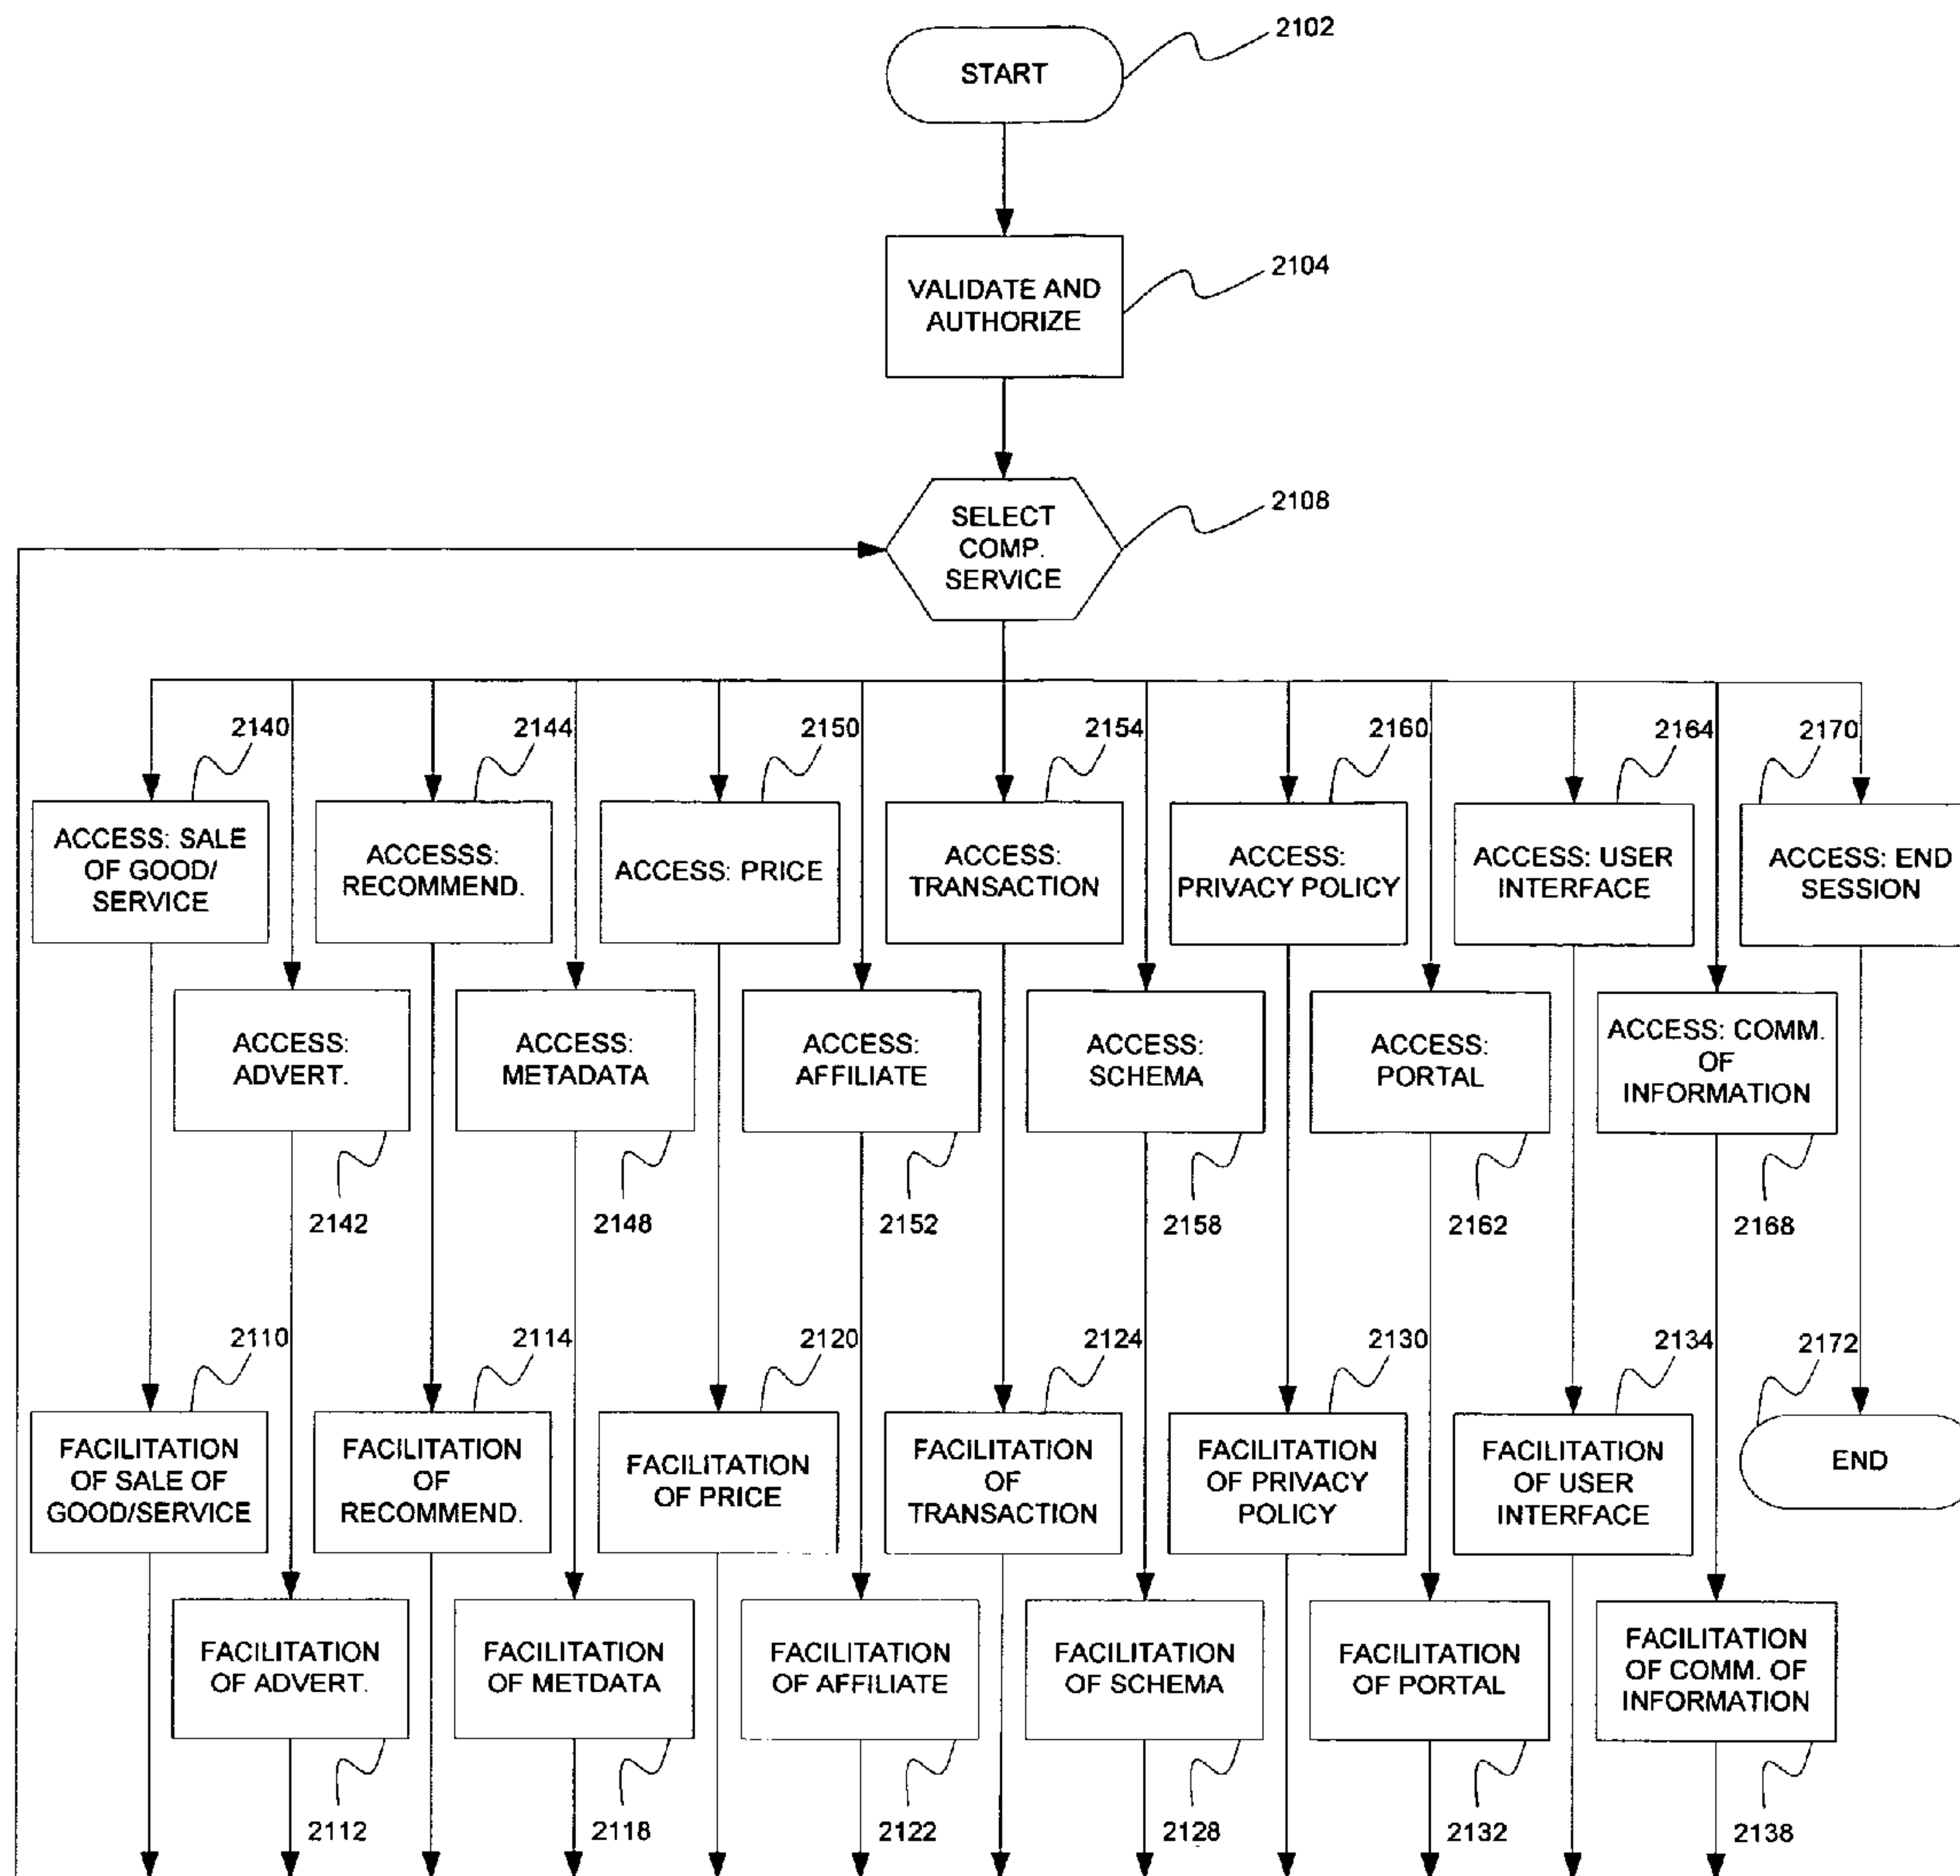 2102
START
2104
VALIDATE AND
AUTHORIZE
2108
SELECT
COMP.
SERVICE
2140
2144
2150
2154
2160
2164
2170
ACCESS: SALE
OF GOOD/
SERVICE
ACCESSS:
RECOMMEND.
ACCESS: PRICE
ACCESS:
TRANSACTION
ACCESS:
PRIVACY POLICY
ACCESS: USER
INTERFACE
ACCESS: END
SESSION
ACCESS:
ADVERT.
ACCESS:
METADATA
ACCESS:
AFFILIATE
ACCESS:
SCHEMA
ACCESS:
PORTAL
ACCESS: COMM.
OF
INFORMATION
2142
2148
2152
2158
2162
2168
2110
2114
2120
2124
2130
2134
2172
FACILITATION
OF SALE OF
GOOD/SERVICE
FACILITATION
OF
RECOMMEND.
FACILITATION
OF PRICE
FACILITATION
OF
TRANSACTION
FACILITATION
OF PRIVACY
POLICY
FACILITATION
OF USER
INTERFACE
END
FACILITATION
OF ADVERT.
FACILITATION
OF METDATA
FACILITATION
OF AFFILIATE
FACILITATION
OF SCHEMA
FACILITATION
OF PORTAL
FACILITATION
OF COMM. OF
INFORMATION
2112
2118
2122
2128
2132
2138